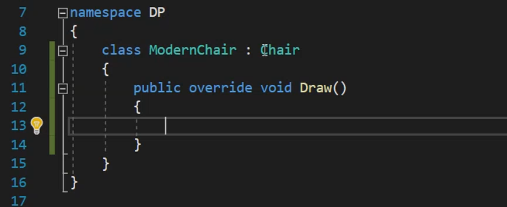 7 namespace DP
8 {
9 class ModernChair : Chair
10 {
11 public override void Draw()
12 {
13
14 }
15 }
16 }
17